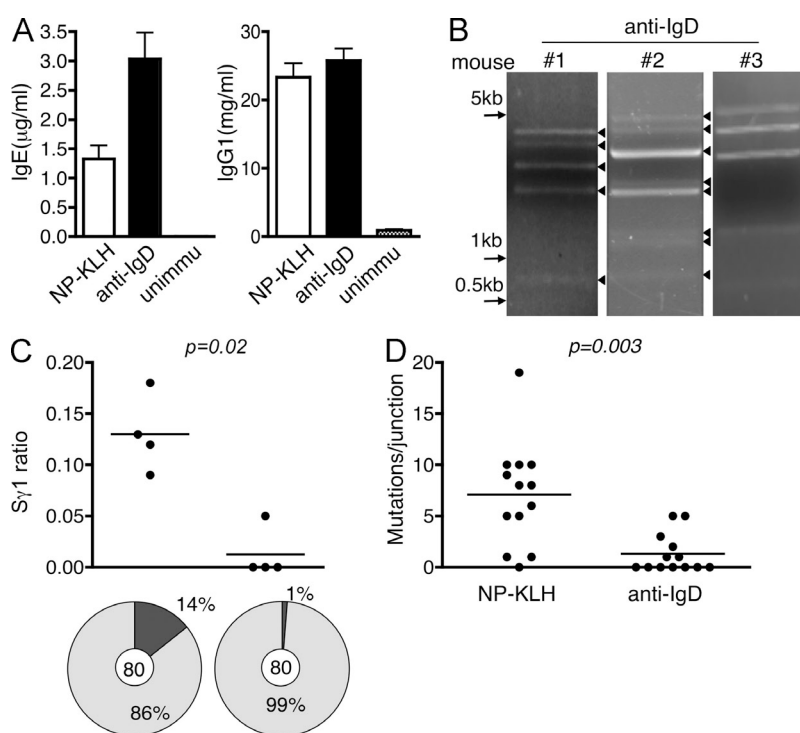 A
IgE(µg/ml)
3.5
3.0
2.5
2.0
1.5
1.0
0.5
0.0
NP-KLH
anti-IgD
unimmu
IgG1(mg/ml)
30
20
10
0
NP-KLH
anti-IgD
unimmu
B
anti-IgD
mouse #1 #2 #3
5kb
1kb
0.5kb
C
p=0.02
Sγ1 ratio
0.20
0.15
0.10
0.05
0.00
14%
80
86%
1%
80
99%
D
p=0.003
Mutations/junction
20
15
10
5
0
NP-KLH
anti-IgD